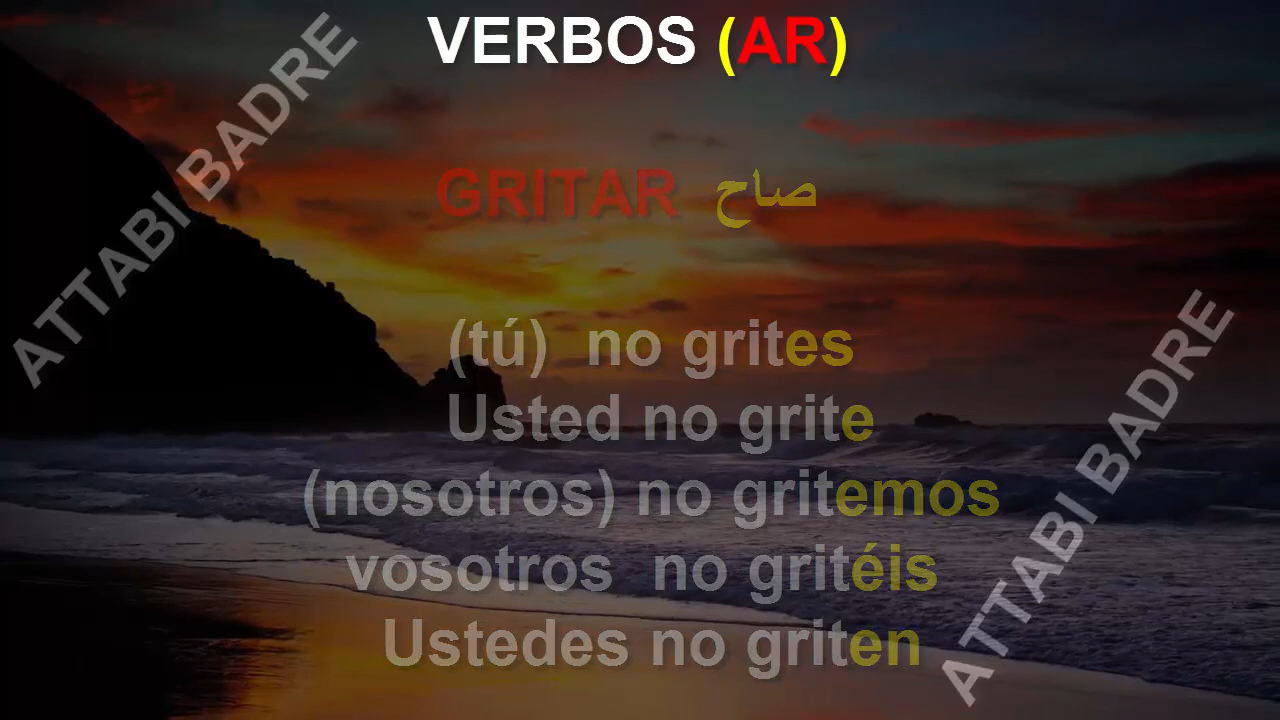 VERBOS (AR)
GRITAR صاح
(tú) no grites
Usted no grite
(nosotros) no gritemos
vosotros no gritéis
Ustedes no griten
ATTABI BADRE
ATTABI BADRE